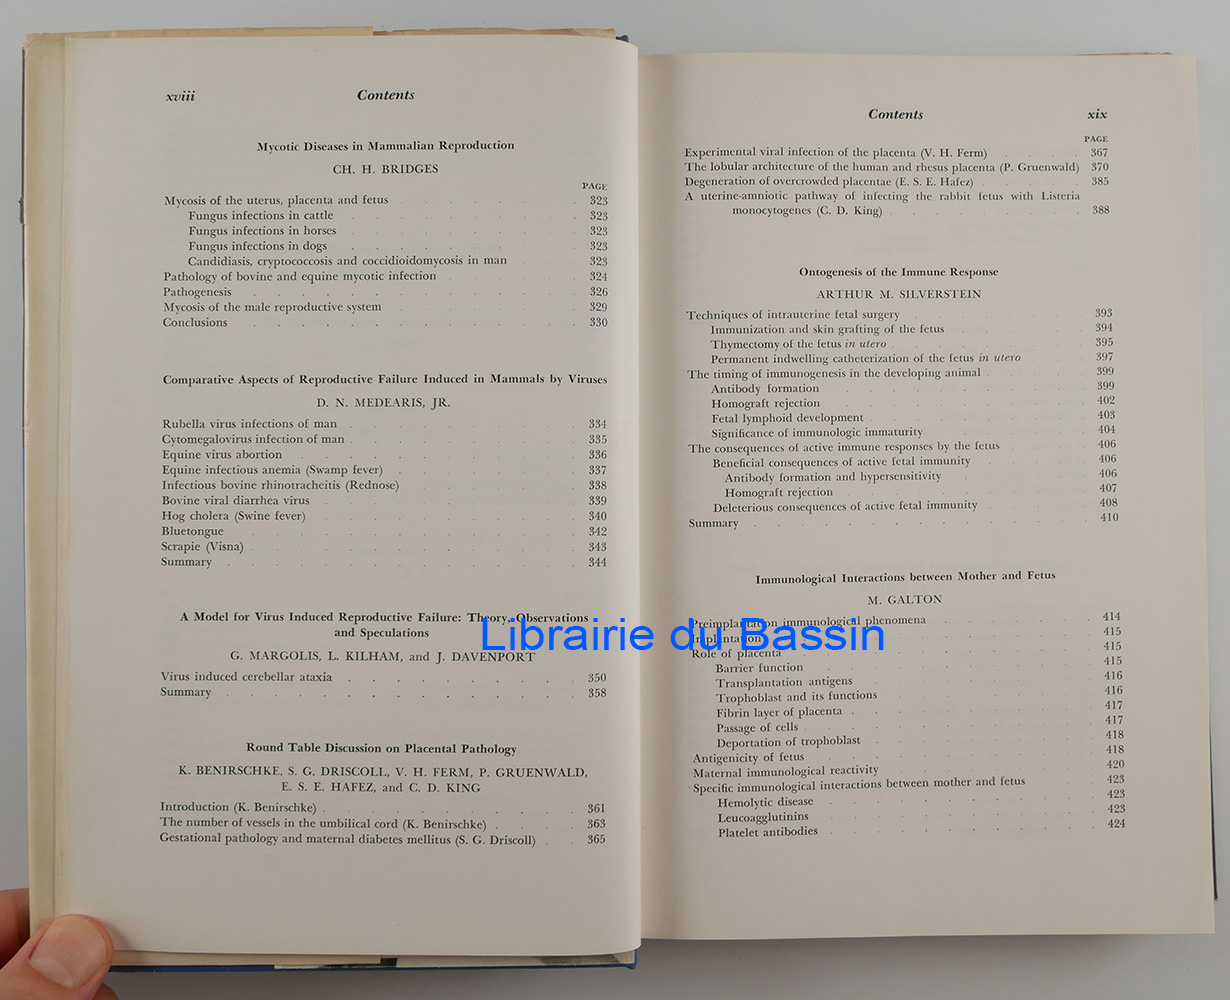 xviii Contents
Mycotic Diseases in Mammalian Reproduction
CH. H. BRIDGES
PAGE
Mycosis of the uterus, placenta and fetus 323
Fungus infections in cattle 323
Fungus infections in horses 323
Fungus infections in dogs 323
Candidiasis, cryptococcosis and coccidioidomycosis in man 323
Pathology of bovine and equine mycotic infection 324
Pathogenesis 326
Mycosis of the male reproductive system 329
Conclusions 330
Comparative Aspects of Reproductive Failure Induced in Mammals by Viruses
D. N. MEDEARIS, JR.
Rubella virus infections of man 334
Cytomegalovirus infection of man 335
Equine virus abortion 336
Equine infectious anemia (Swamp fever) 337
Infectious bovine rhinotracheitis (Rednose) 338
Bovine viral diarrhea virus 339
Hog cholera (Swine fever) 340
Bluetongue 342
Scrapie (Visna) 343
Summary 344
A Model for Virus Induced Reproductive Failure: Theory, Observations
and Speculations
G. MARGOLIS, L. KILHAM, and J. DAVENPORT
Virus induced cerebellar ataxia 350
Summary 358
Round Table Discussion on Placental Pathology
K. BENIRSCHKE, S. G. DRISCOLL, V. H. FERM, P. GRUENWALD,
E. S. E. HAFEZ, and C. D. KING
Introduction (K. Benirschke) 361
The number of vessels in the umbilical cord (K. Benirschke) 363
Gestational pathology and maternal diabetes mellitus (S. G. Driscoll) 365
Contents xix
PAGE
Experimental viral infection of the placenta (V. H. Ferm) 367
The lobular architecture of the human and rhesus placenta (P. Gruenwald) 370
Degeneration of overcrowded placentae (E. S. E. Hafez) 385
A uterine-amniotic pathway of infecting the rabbit fetus with Listeria
monocytogenes (C. D. King) 388
Ontogenesis of the Immune Response
ARTHUR M. SILVERSTEIN
Techniques of intrauterine fetal surgery 393
Immunization and skin grafting of the fetus 394
Thymectomy of the fetus in utero 395
Permanent indwelling catheterization of the fetus in utero 397
The timing of immunogenesis in the developing animal 399
Antibody formation 399
Homograft rejection 402
Fetal lymphoid development 403
Significance of immunologic immaturity 404
The consequences of active immune responses by the fetus 406
Beneficial consequences of active fetal immunity 406
Antibody formation and hypersensitivity 406
Homograft rejection 407
Deleterious consequences of active fetal immunity 408
Summary 410
Immunological Interactions between Mother and Fetus
M. GALTON
Preimplantation immunological phenomena 414
Implantation 415
Role of placenta 415
Barrier function 415
Transplantation antigens 416
Trophoblast and its functions 416
Fibrin layer of placenta 417
Passage of cells 417
Deportation of trophoblast 418
Antigenicity of fetus 418
Maternal immunological reactivity 420
Specific immunological interactions between mother and fetus 423
Hemolytic disease 423
Leucoagglutinins 423
Platelet antibodies 424
Librairie du Bassin